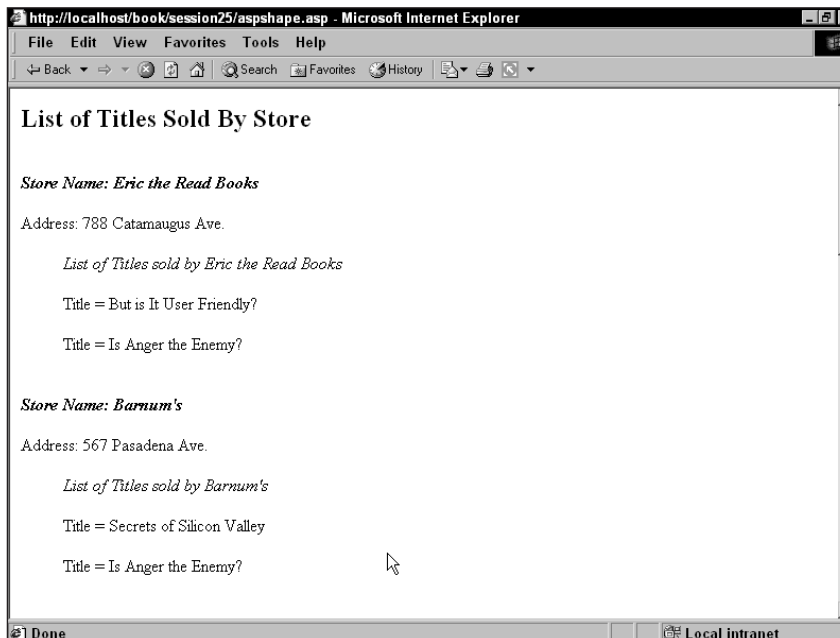 http://localhost/book/session25/aspshape.asp - Microsoft Internet Explorer
File Edit View Favorites Tools Help
Back Search Favorites History
List of Titles Sold By Store
Store Name: Eric the Read Books
Address: 788 Catamaugus Ave.
List of Titles sold by Eric the Read Books
Title = But is It User Friendly?
Title = Is Anger the Enemy?
Store Name: Barnum's
Address: 567 Pasadena Ave.
List of Titles sold by Barnum's
Title = Secrets of Silicon Valley
Title = Is Anger the Enemy?
Done Local intranet